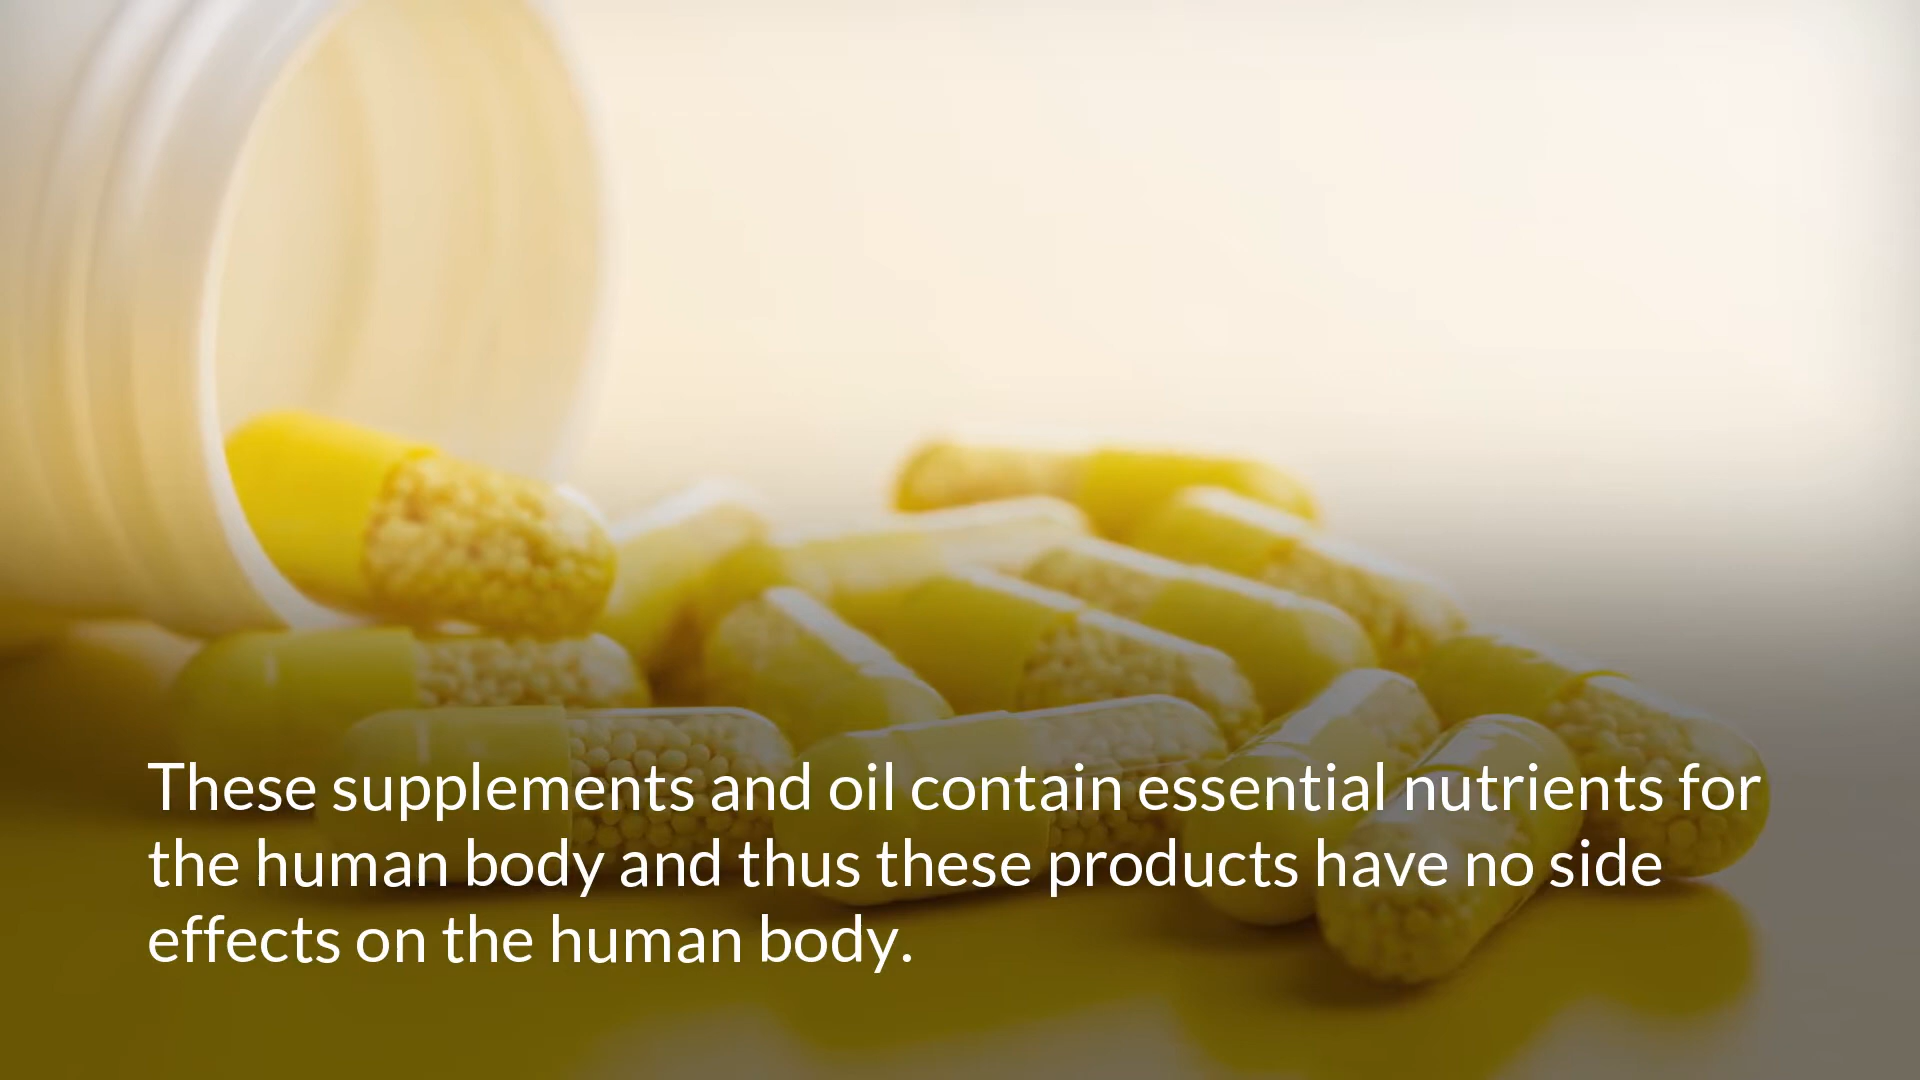 These supplements and oil contain essential nutrients for
the human body and thus these products have no side
effects on the human body.